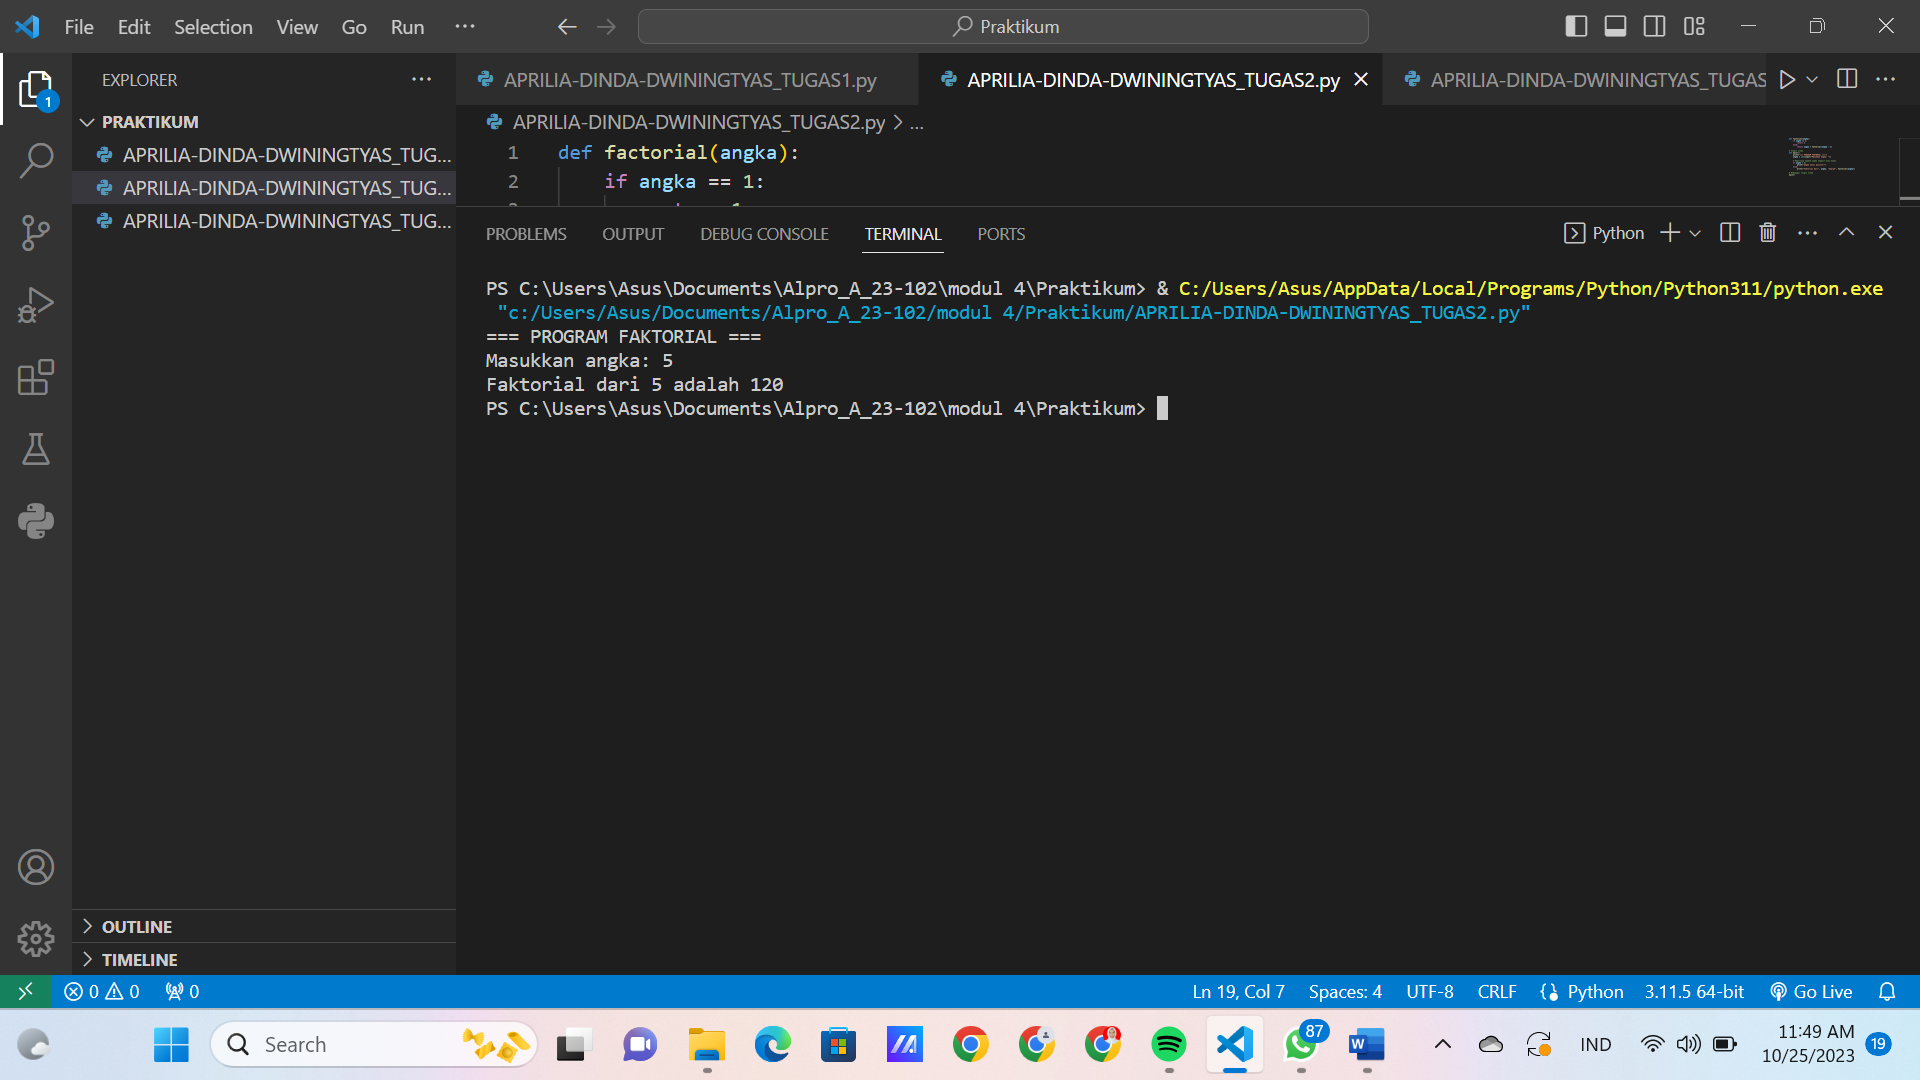 File Edit Selection View Go Run ···
Praktikum
EXPLORER ···
PRAKTIKUM
APRILIA-DINDA-DWININGTYAS_TUG...
APRILIA-DINDA-DWININGTYAS_TUG...
APRILIA-DINDA-DWININGTYAS_TUG...
OUTLINE
TIMELINE
APRILIA-DINDA-DWININGTYAS_TUGAS1.py APRILIA-DINDA-DWININGTYAS_TUGAS2.py APRILIA-DINDA-DWININGTYAS_TUGAS
APRILIA-DINDA-DWININGTYAS_TUGAS2.py > ...
1 def factorial(angka):
2 if angka == 1:
PROBLEMS OUTPUT DEBUG CONSOLE TERMINAL PORTS
Python
PS C:\Users\Asus\Documents\Alpro_A_23-102\modul 4\Praktikum> & C:/Users/Asus/AppData/Local/Programs/Python/Python311/python.exe
"c:/Users/Asus/Documents/Alpro_A_23-102/modul 4/Praktikum/APRILIA-DINDA-DWININGTYAS_TUGAS2.py"
=== PROGRAM FAKTORIAL ===
Masukkan angka: 5
Faktorial dari 5 adalah 120
PS C:\Users\Asus\Documents\Alpro_A_23-102\modul 4\Praktikum>
1
0 0 0
Ln 19, Col 7 Spaces: 4 UTF-8 CRLF Python 3.11.5 64-bit Go Live
Search
87
IND
11:49 AM
10/25/2023
19